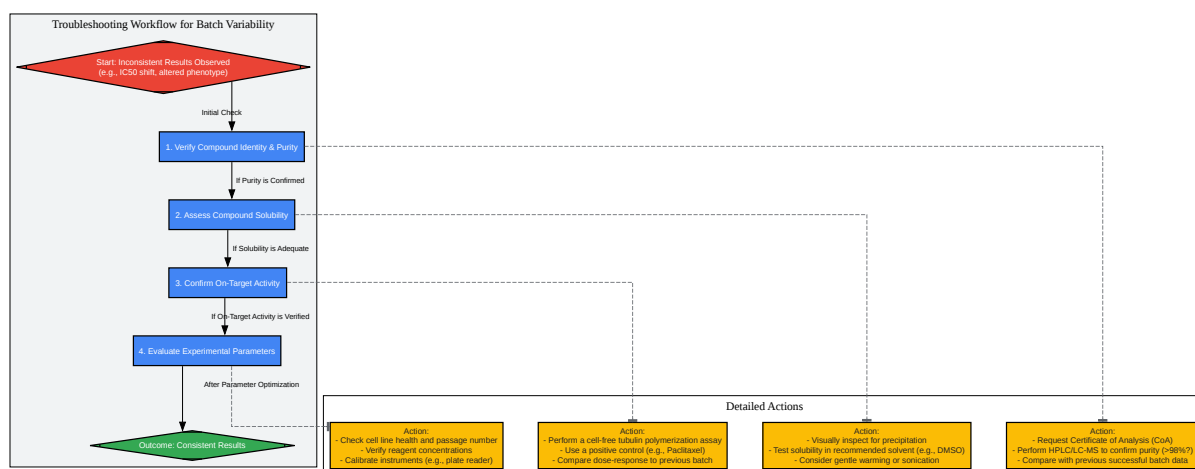 Troubleshooting Workflow for Batch Variability
Start: Inconsistent Results Observed
(e.g., IC50 shift, altered phenotype)
Initial Check
1. Verify Compound Identity & Purity
If Purity is Confirmed
2. Assess Compound Solubility
If Solubility is Adequate
3. Confirm On-Target Activity
If On-Target Activity is Verified
4. Evaluate Experimental Parameters
After Parameter Optimization
Outcome: Consistent Results
Detailed Actions
Action:
- Check cell line health and passage number
- Verify reagent concentrations
- Calibrate instruments (e.g., plate reader)
Action:
- Perform a cell-free tubulin polymerization assay
- Use a positive control (e.g., Paclitaxel)
- Compare dose-response to previous batch
Action:
- Visually inspect for precipitation
- Test solubility in recommended solvent (e.g., DMSO)
- Consider gentle warming or sonication
Action:
- Request Certificate of Analysis (CoA)
- Perform HPLC/LC-MS to confirm purity (>98%?)
- Compare with previous successful batch data